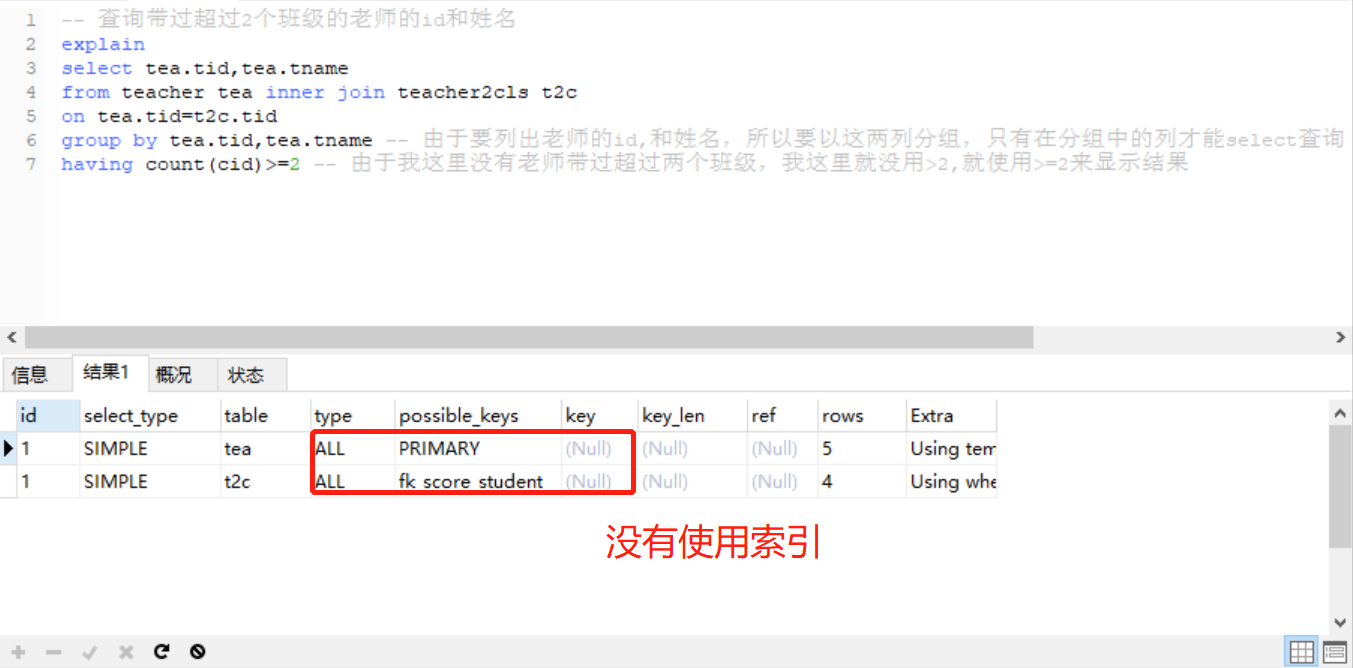 1 -- 查询带过超过2个班级的老师的id和姓名
2 explain
3 select tea.tid,tea.tname
4 from teacher tea inner join teacher2cls t2c
5 on tea.tid=t2c.tid
6 group by tea.tid,tea.tname -- 由于要列出老师的id,和姓名，所以要以这两列分组，只有在分组中的列才能select查询
7 having count(cid)>=2 -- 由于我这里没有老师带过超过两个班级，我这里就没用>2,就使用>=2来显示结果
信息 结果1 概况 状态
id select_type table type possible_keys key key_len ref rows Extra
1 SIMPLE tea ALL PRIMARY (Null) (Null) (Null) 5 Using tem
1 SIMPLE t2c ALL fk_score_student (Null) (Null) (Null) 4 Using whe
没有使用索引